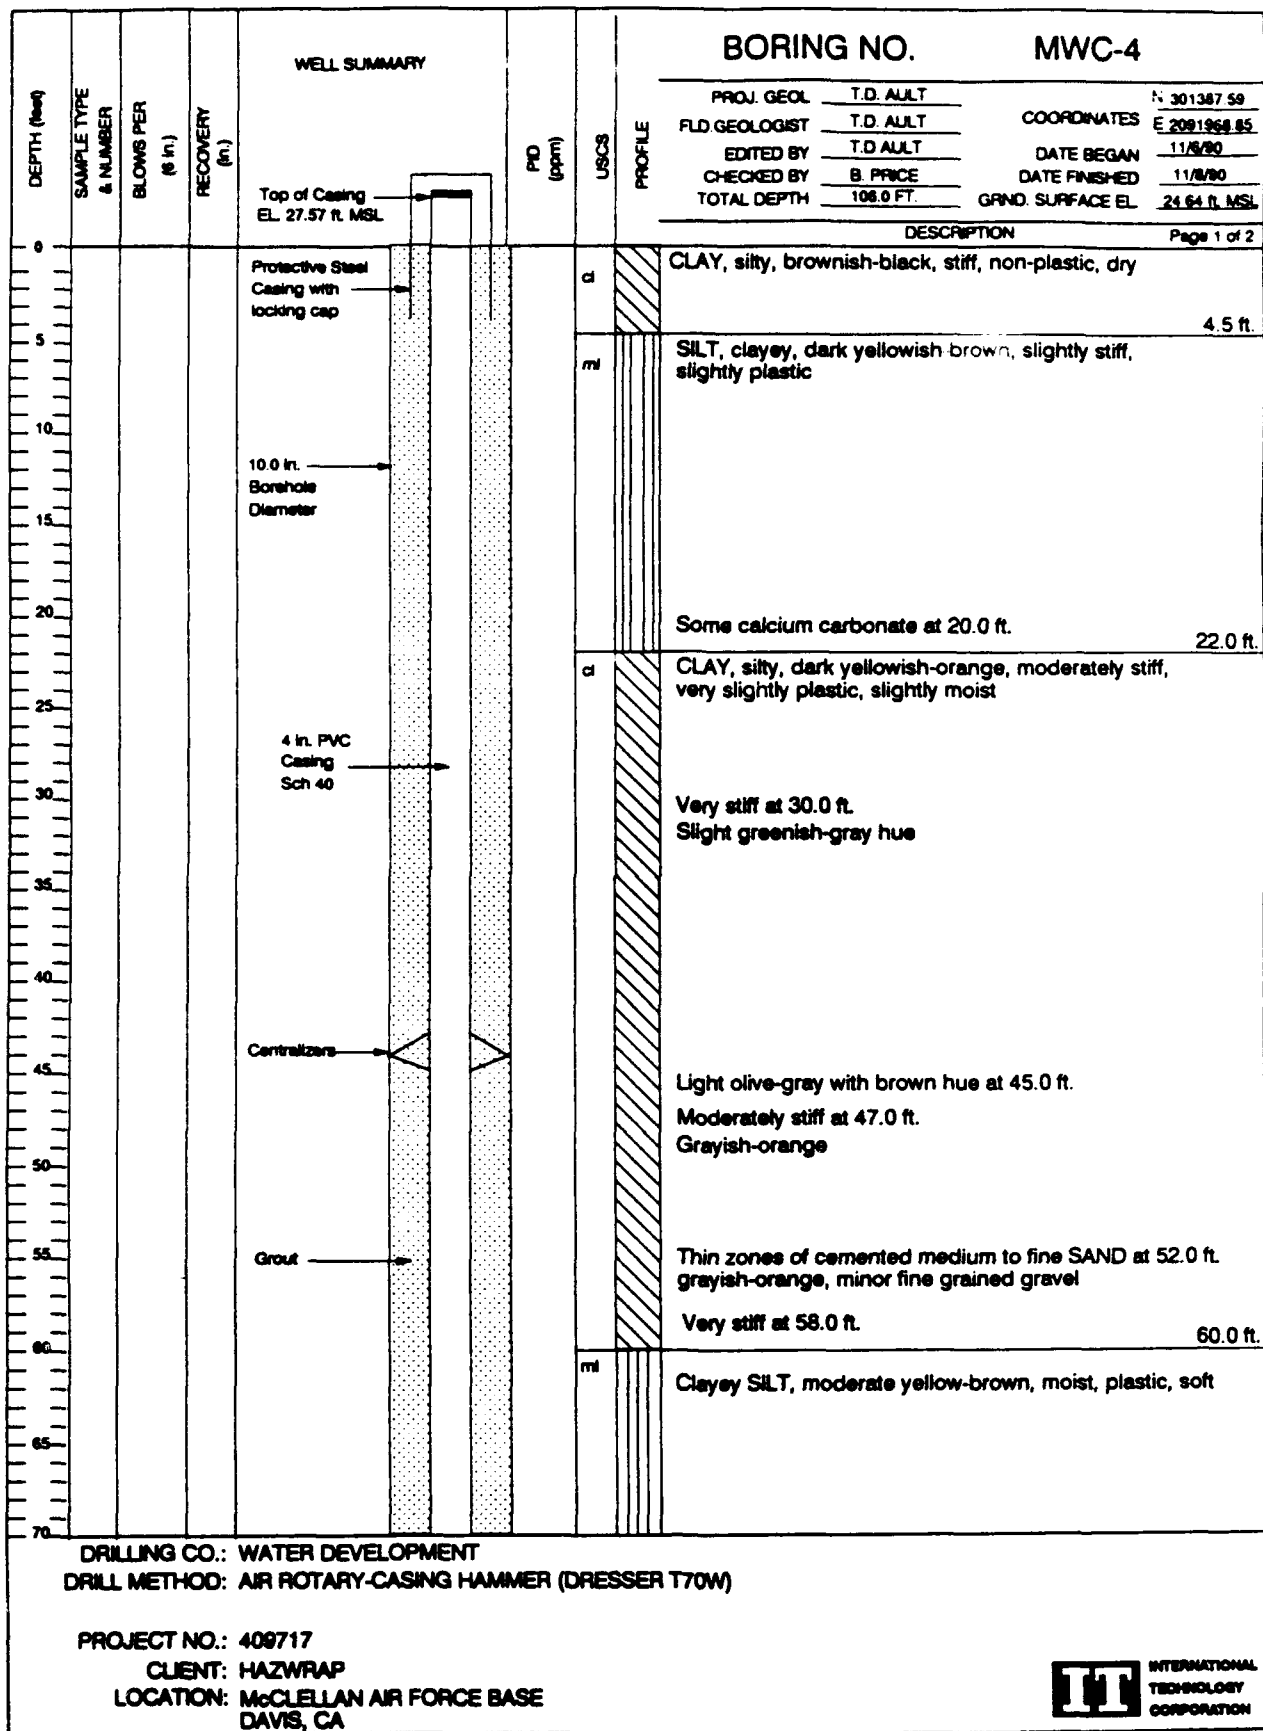 BORING NO. MWC-4
WELL SUMMARY
DEPTH (feet)
SAMPLE TYPE
& NUMBER
BLOWS PER
(6 in.)
RECOVERY
(in.)
PID
(ppm)
USCS
PROFILE
PROJ. GEOL T.D. AULT
FLD.GEOLOGIST T.D. AULT
EDITED BY T.D AULT
CHECKED BY B. PRICE
TOTAL DEPTH 106.0 FT.
COORDINATES N 301387 59
E 2091968.85
DATE BEGAN 11/6/90
DATE FINISHED 11/8/90
GRND. SURFACE EL 24 64 ft. MSL
DESCRIPTION Page 1 of 2
Top of Casing
EL. 27.57 ft. MSL
0
5
10
15
20
25
30
35
40
45
50
55
60
65
70
Protective Steel
Casing with
locking cap
10.0 in.
Borehole
Diameter
4 in. PVC
Casing
Sch 40
Centralizers
Grout
cl
CLAY, silty, brownish-black, stiff, non-plastic, dry
4.5 ft.
ml
SILT, clayey, dark yellowish brown, slightly stiff,
slightly plastic
Some calcium carbonate at 20.0 ft.
22.0 ft.
cl
CLAY, silty, dark yellowish-orange, moderately stiff,
very slightly plastic, slightly moist
Very stiff at 30.0 ft.
Slight greenish-gray hue
Light olive-gray with brown hue at 45.0 ft.
Moderately stiff at 47.0 ft.
Grayish-orange
Thin zones of cemented medium to fine SAND at 52.0 ft.
grayish-orange, minor fine grained gravel
Very stiff at 58.0 ft.
60.0 ft.
ml
Clayey SILT, moderate yellow-brown, moist, plastic, soft
DRILLING CO.: WATER DEVELOPMENT
DRILL METHOD: AIR ROTARY-CASING HAMMER (DRESSER T70W)
PROJECT NO.: 409717
CLIENT: HAZWRAP
LOCATION: McCLELLAN AIR FORCE BASE
DAVIS, CA
IT
INTERNATIONAL
TECHNOLOGY
CORPORATION